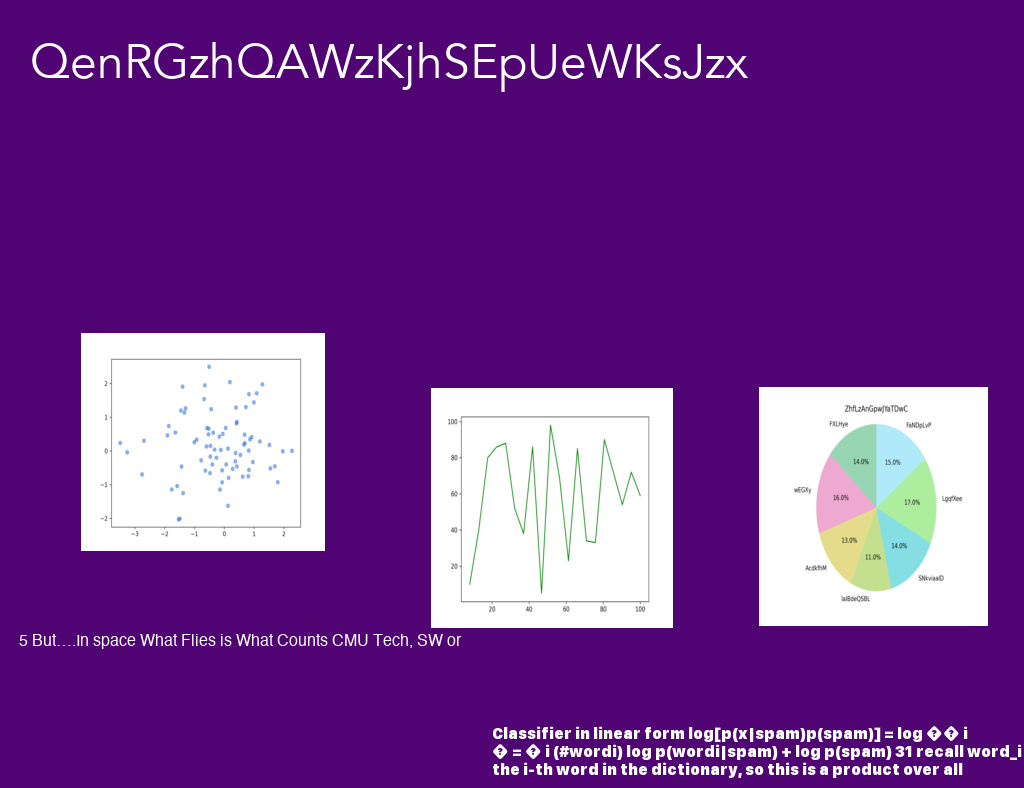 QenRGzhQAWzKjhSEpUeWKsJzx
2
1
0
−1
−2
−3 −2 −1 0 1 2
100
80
60
40
20
20 40 60 80 100
ZhfLzAnGpwJYaTDwC
FXLHye FaNDpLvP
14.0% 15.0%
wEGXy 16.0% 17.0% LgqfXee
13.0% 14.0%
11.0%
AcdkfhM SNkviaaID
IaIBdeQSBL
5 But….In space What Flies is What Counts CMU Tech, SW or
Classifier in linear form log[p(x|spam)p(spam)] = log � � i
� = � i (#wordi) log p(wordi|spam) + log p(spam) 31 recall word_i
the i-th word in the dictionary, so this is a product over all